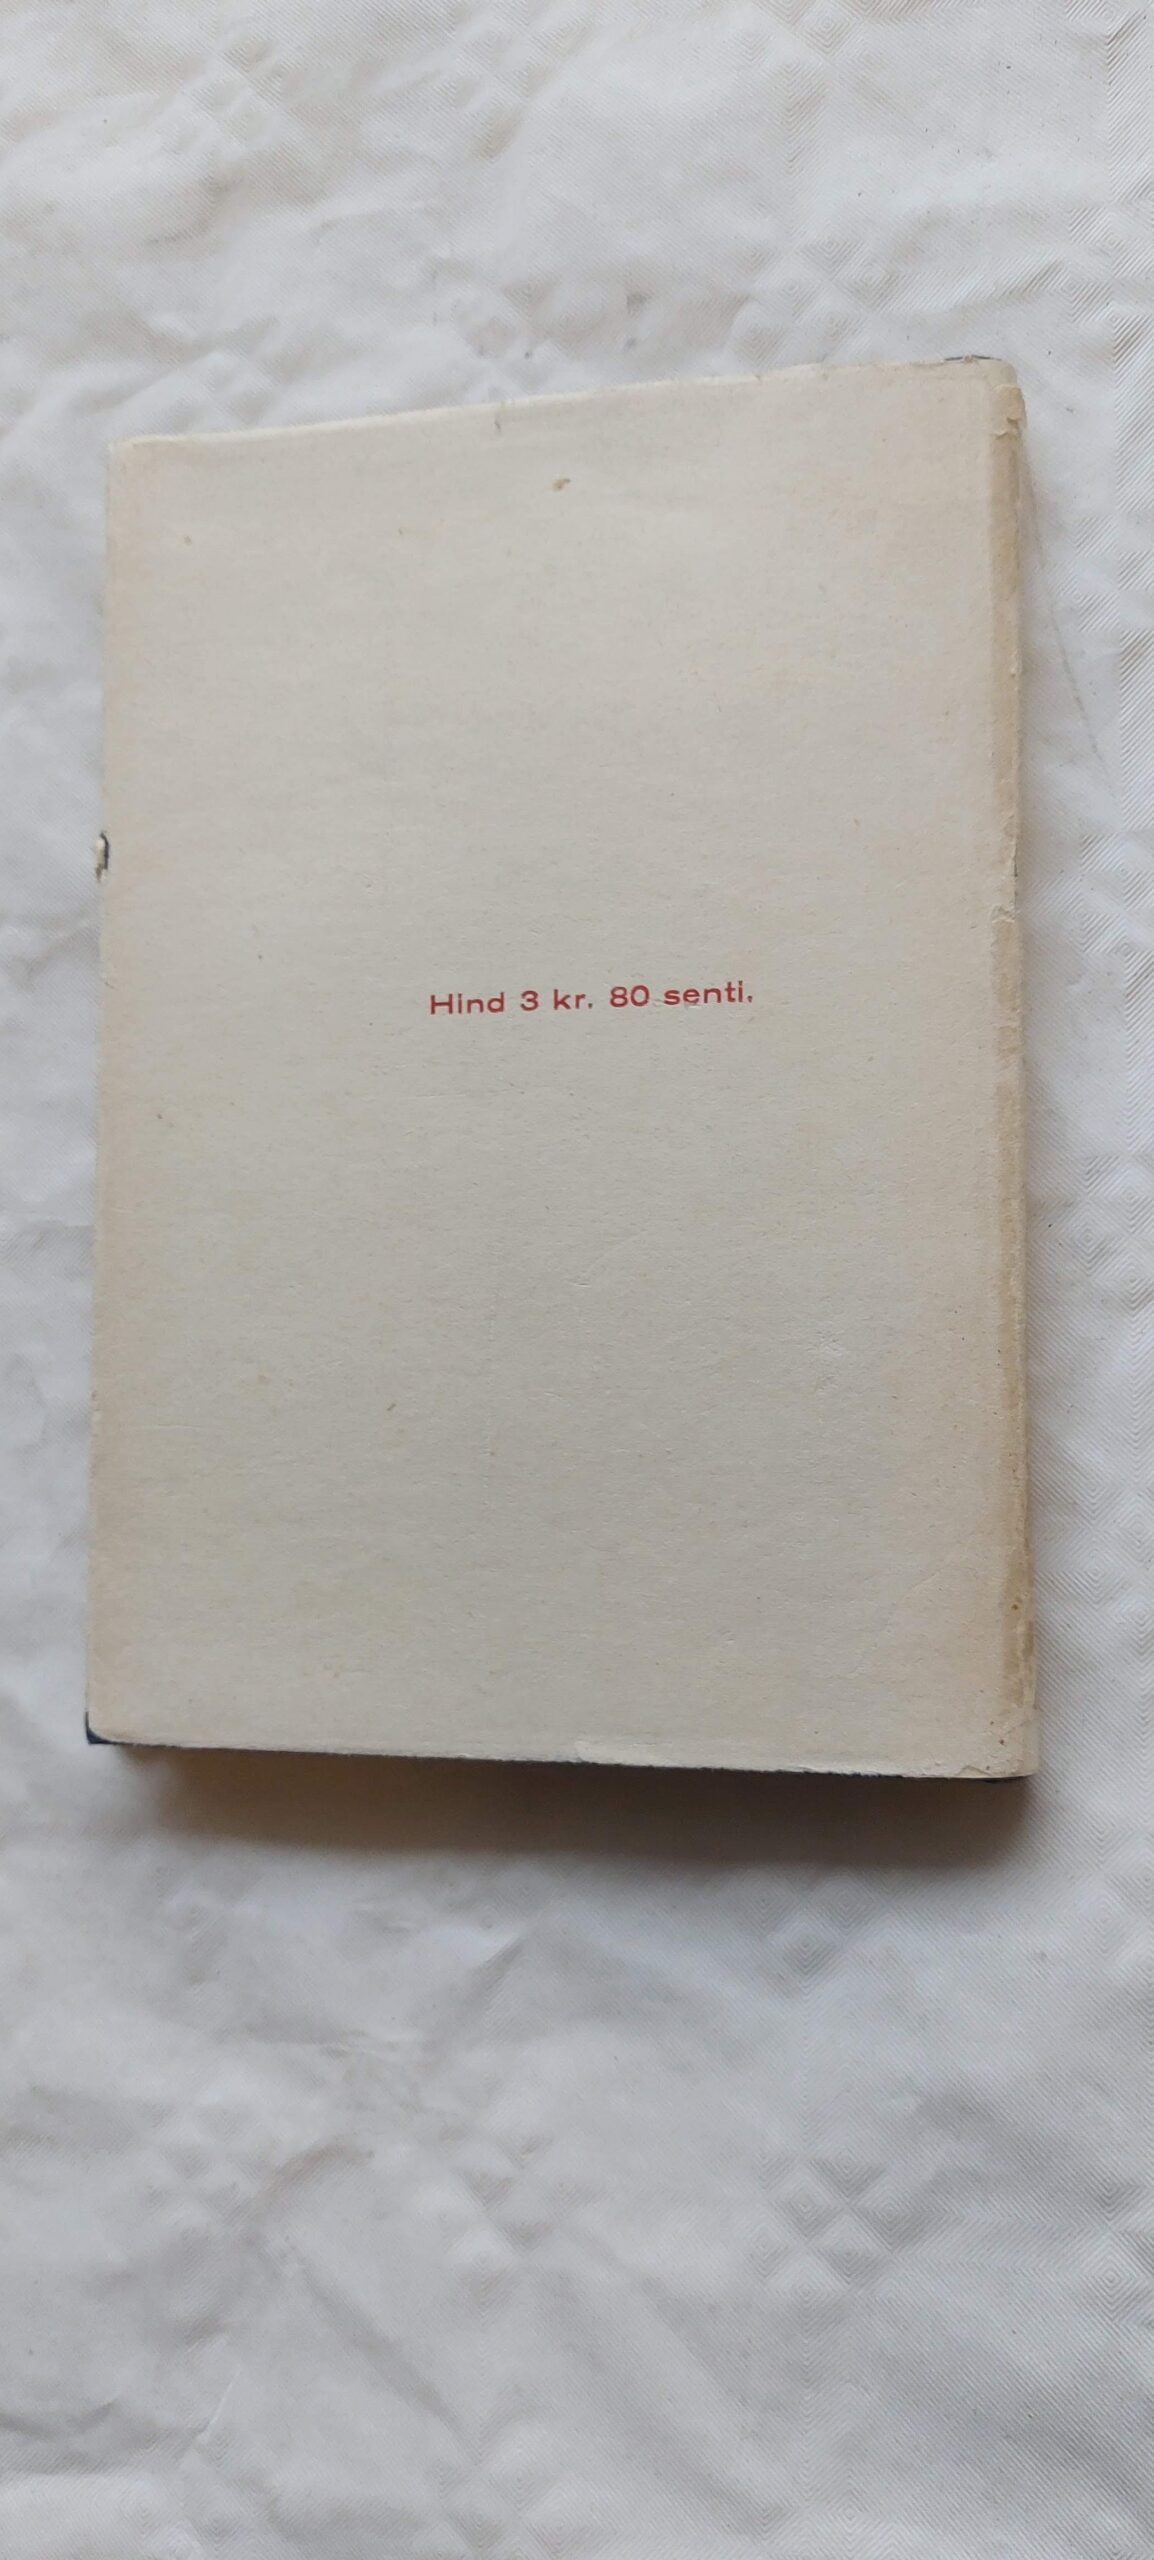 Hind 3 kr. 80 senti.